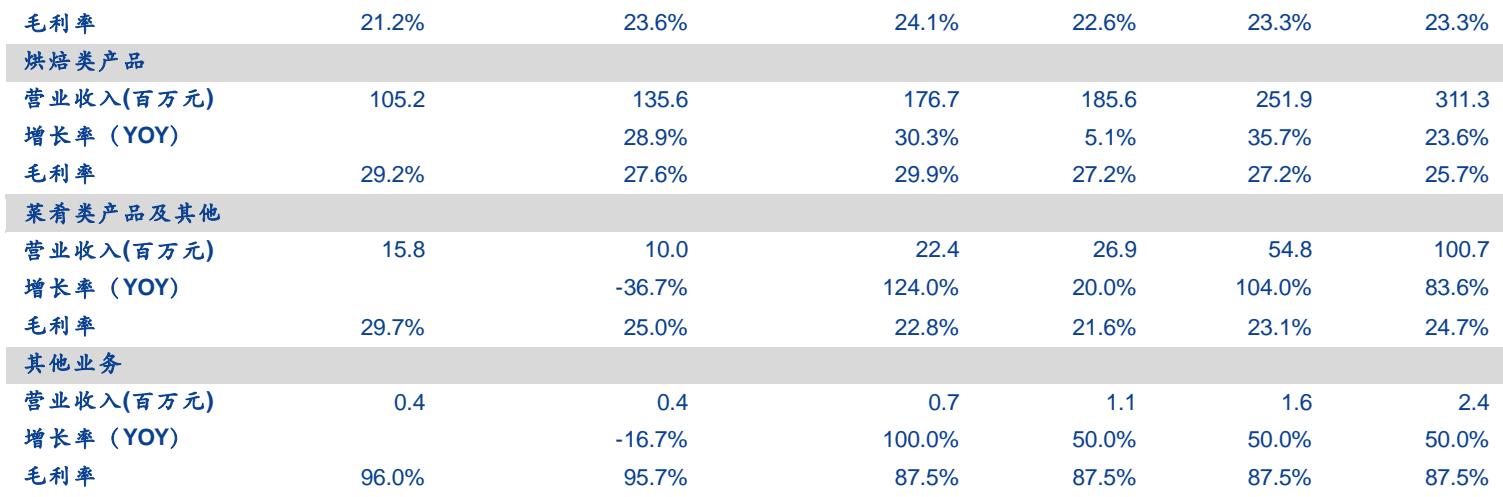 毛利率 21.2% 23.6% 24.1% 22.6% 23.3% 23.3%
烘焙类产品
营业收入(百万元) 105.2 135.6 176.7 185.6 251.9 311.3
增长率（YOY） 28.9% 30.3% 5.1% 35.7% 23.6%
毛利率 29.2% 27.6% 29.9% 27.2% 27.2% 25.7%
菜肴类产品及其他
营业收入(百万元) 15.8 10.0 22.4 26.9 54.8 100.7
增长率（YOY） -36.7% 124.0% 20.0% 104.0% 83.6%
毛利率 29.7% 25.0% 22.8% 21.6% 23.1% 24.7%
其他业务
营业收入(百万元) 0.4 0.4 0.7 1.1 1.6 2.4
增长率（YOY） -16.7% 100.0% 50.0% 50.0% 50.0%
毛利率 96.0% 95.7% 87.5% 87.5% 87.5% 87.5%